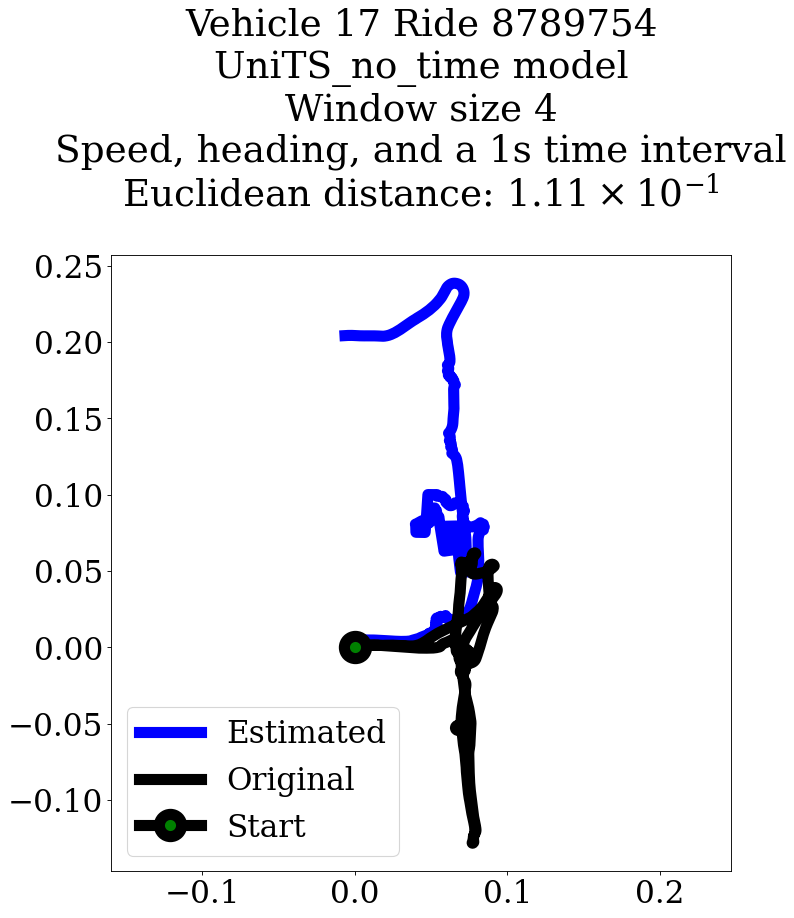 Vehicle 17 Ride 8789754
UniTS_no_time model
Window size 4
Speed, heading, and a 1s time interval
Euclidean distance: 1.11 × 10⁻¹
0.25
0.20
0.15
0.10
0.05
0.00
−0.05
−0.10
Estimated
Original
Start
−0.1
0.0
0.1
0.2